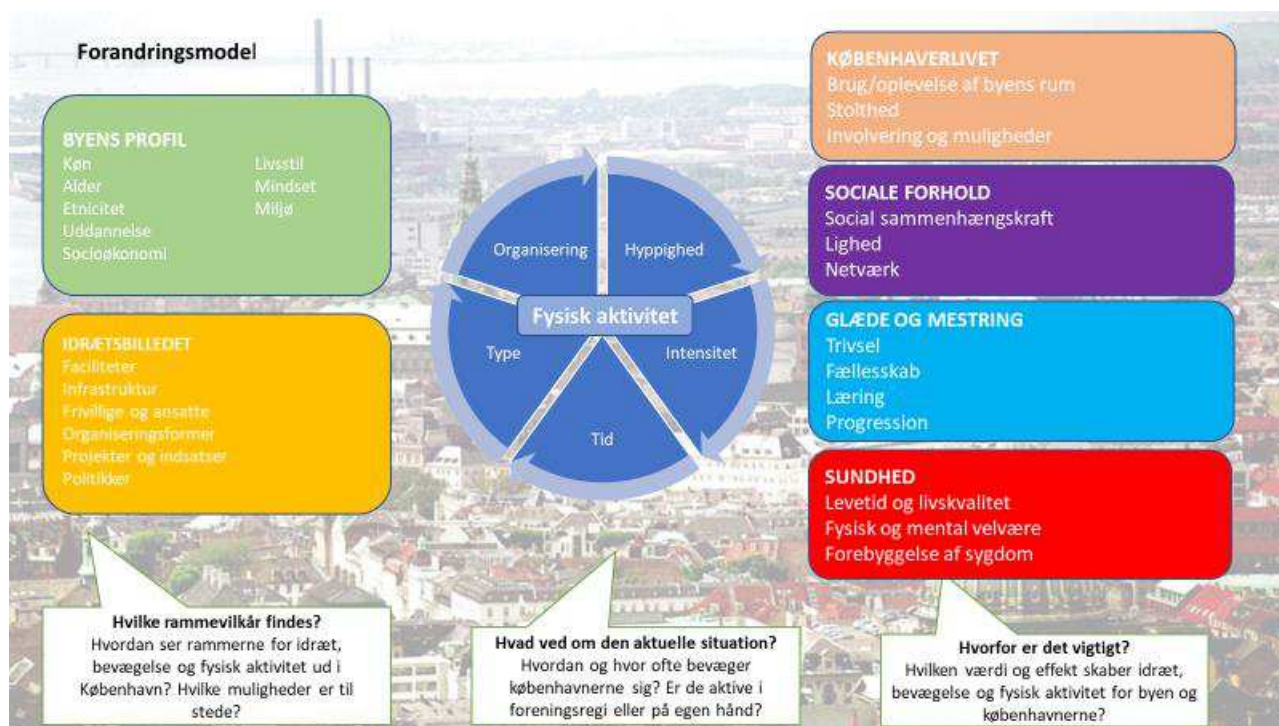 Forandringsmodel
BYENS PROFIL
Køn
Alder
Etnicitet
Uddannelse
Socioøkonomi
Livsstil
Mindset
Miljø
IDRÆTSBILLEDET
Faciliteter
Infrastruktur
Frivillige og ansatte
Organiseringsformer
Projekter og indsatser
Politikker
Organisering
Hyppighed
Fysisk aktivitet
Type
Intensitet
Tid
KØBENHAVERLIVET
Brug/oplevelse af byens rum
Stolthed
Involvering og muligheder
SOCIALE FORHOLD
Social sammenhængskraft
Lighed
Netværk
GLÆDE OG MESTRING
Trivsel
Fællesskab
Læring
Progression
SUNDHED
Levetid og livskvalitet
Fysisk og mental velvære
Forebyggelse af sygdom
Hvilke rammevilkår findes?
Hvordan ser rammerne for idræt,
bevægelse og fysisk aktivitet ud i
København? Hvilke muligheder er til
stede?
Hvad ved om den aktuelle situation?
Hvordan og hvor ofte bevæger
københavnerne sig? Er de aktive i
foreningsregi eller på egen hånd?
Hvorfor er det vigtigt?
Hvilken værdi og effekt skaber idræt,
bevægelse og fysisk aktivitet for byen og
københavnerne?